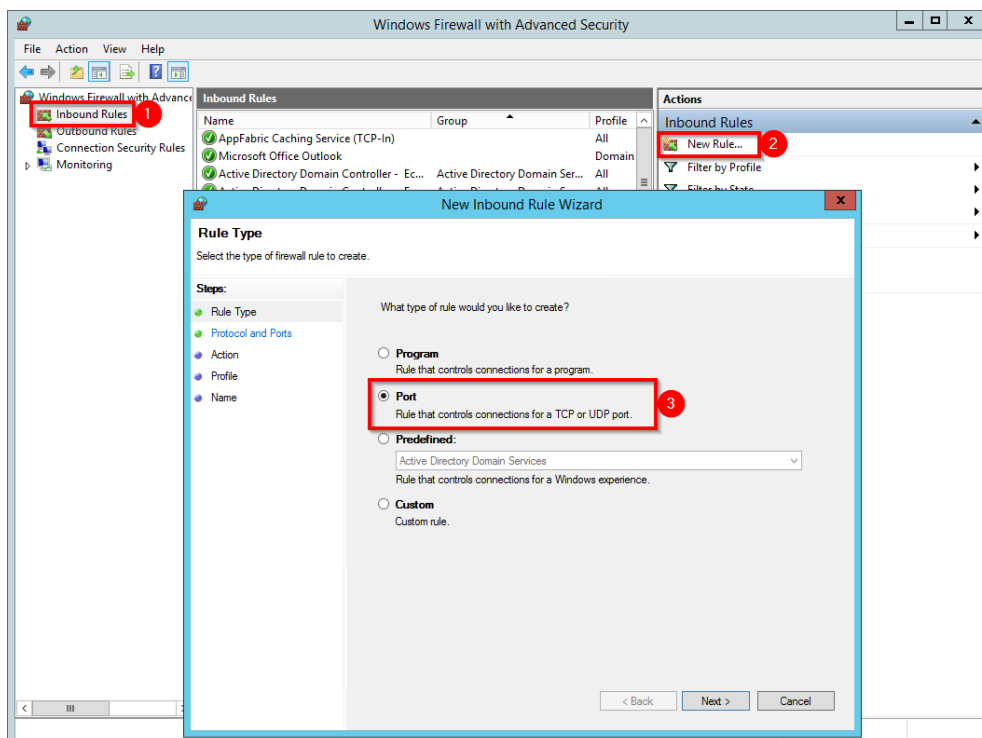 Windows Firewall with Advanced Security
File Action View Help
Windows Firewall with Advance
Inbound Rules
1
Outbound Rules
Connection Security Rules
Monitoring
Inbound Rules
Name Group Profile
AppFabric Caching Service (TCP-In) All
Microsoft Office Outlook Domain
Active Directory Domain Controller - Ec... Active Directory Domain Ser... All
Actions
Inbound Rules
New Rule...
2
Filter by Profile
Filter by State
New Inbound Rule Wizard
Rule Type
Select the type of firewall rule to create.
Steps:
Rule Type
Protocol and Ports
Action
Profile
Name
What type of rule would you like to create?
Program
Rule that controls connections for a program.
Port
Rule that controls connections for a TCP or UDP port.
3
Predefined:
Active Directory Domain Services
Rule that controls connections for a Windows experience.
Custom
Custom rule.
< Back Next > Cancel